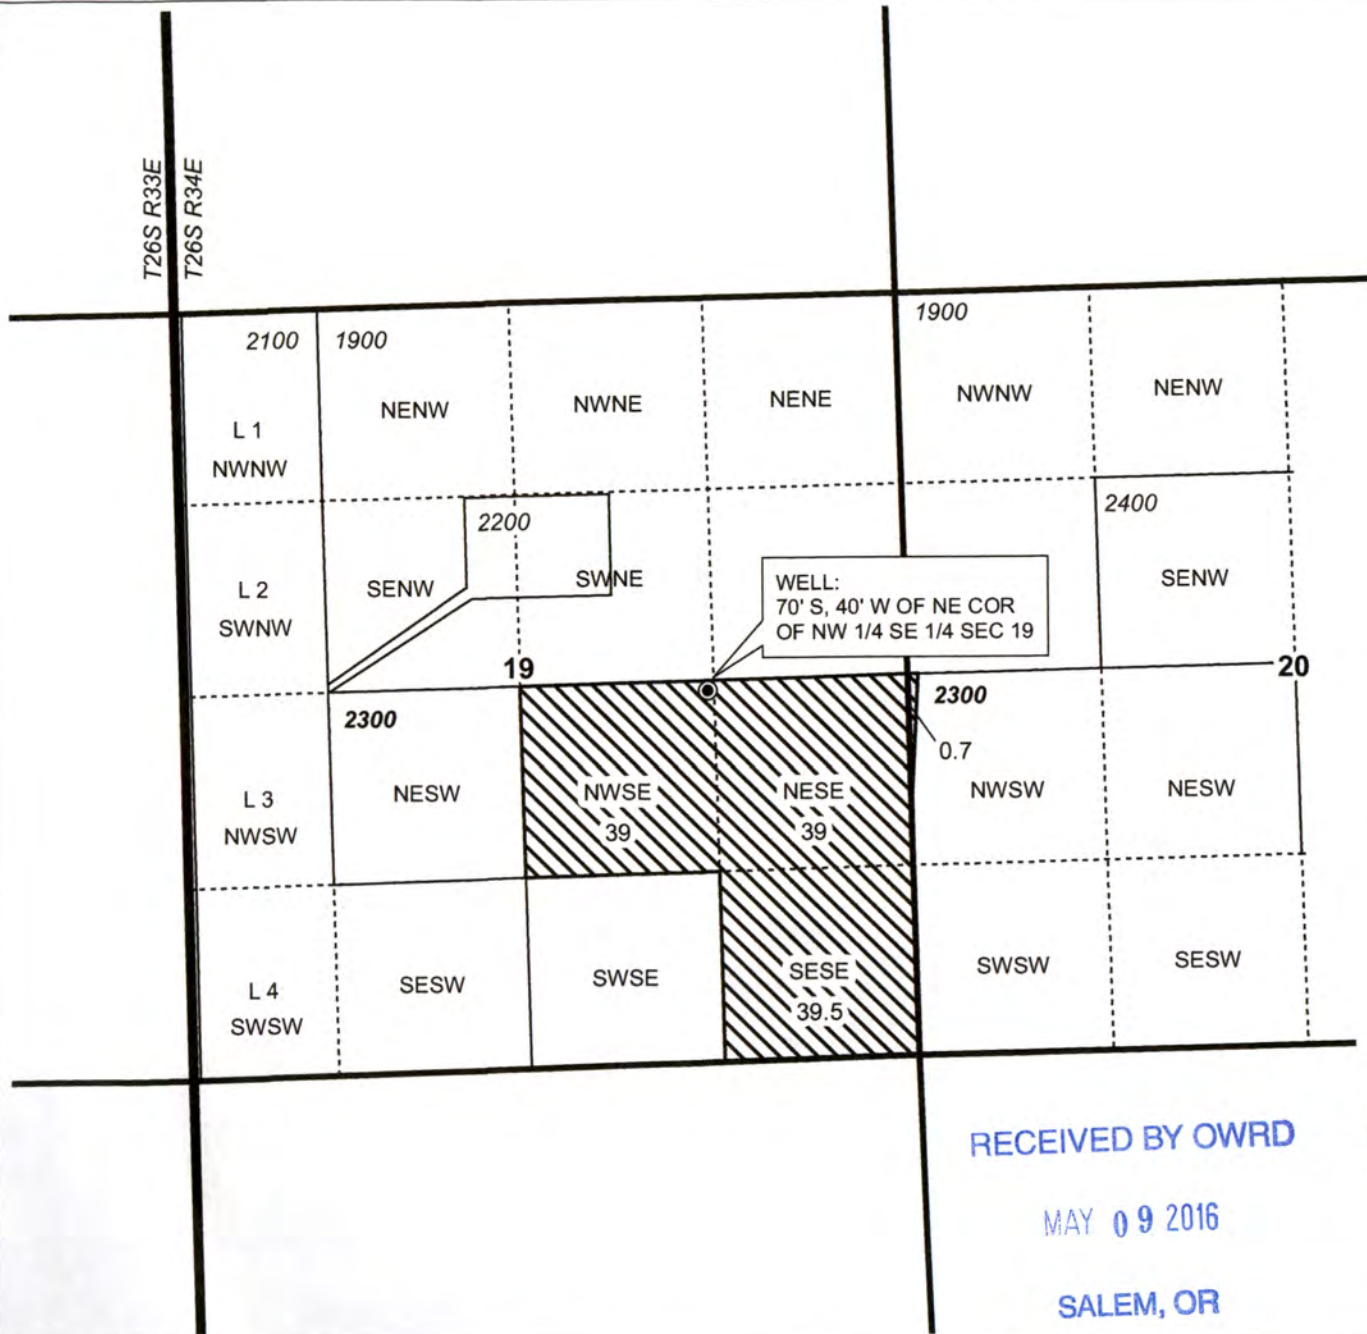 T26S R33E
T26S R34E
2100
1900
1900
L 1
NWNW
NENW
NWNE
NENE
NWNW
NENW
2200
2400
L 2
SWNW
SENW
SWNE
WELL:
70' S, 40' W OF NE COR
OF NW 1/4 SE 1/4 SEC 19
SENW
19
20
2300
2300
0.7
L 3
NWSW
NESW
NWSE
39
NESE
39
NWSW
NESW
L 4
SWSW
SESW
SWSE
SESE
39.5
SWSW
SESW
RECEIVED BY OWRD
MAY 09 2016
SALEM, OR